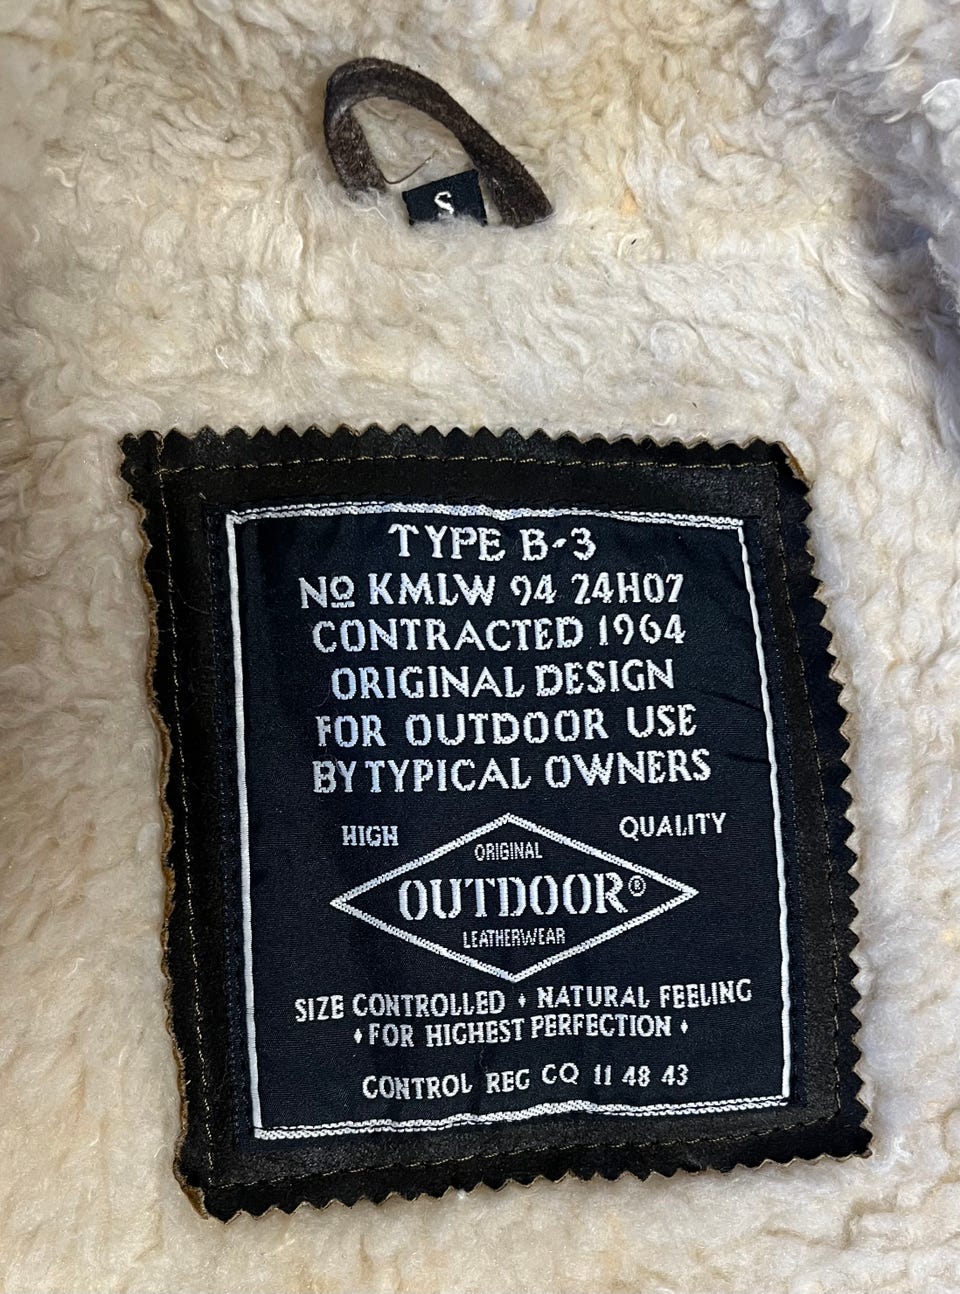 S
TYPE B-3
Nº KMLW 94 24H07
CONTRACTED 1964
ORIGINAL DESIGN
FOR OUTDOOR USE
BY TYPICAL OWNERS
HIGH QUALITY
ORIGINAL
OUTDOOR®
LEATHERWEAR
SIZE CONTROLLED ♦ NATURAL FEELING
♦ FOR HIGHEST PERFECTION ♦
CONTROL REG CQ 11 48 43